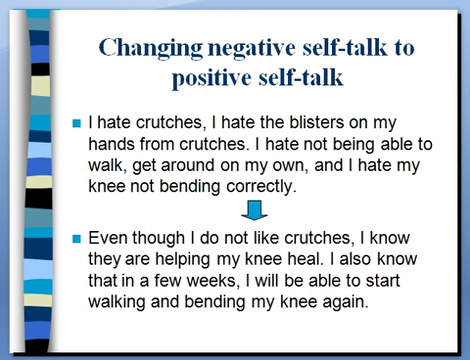 Changing negative self-talk to
positive self-talk
I hate crutches, I hate the blisters on my
hands from crutches. I hate not being able to
walk, get around on my own, and I hate my
knee not bending correctly.
Even though I do not like crutches, I know
they are helping my knee heal. I also know
that in a few weeks, I will be able to start
walking and bending my knee again.